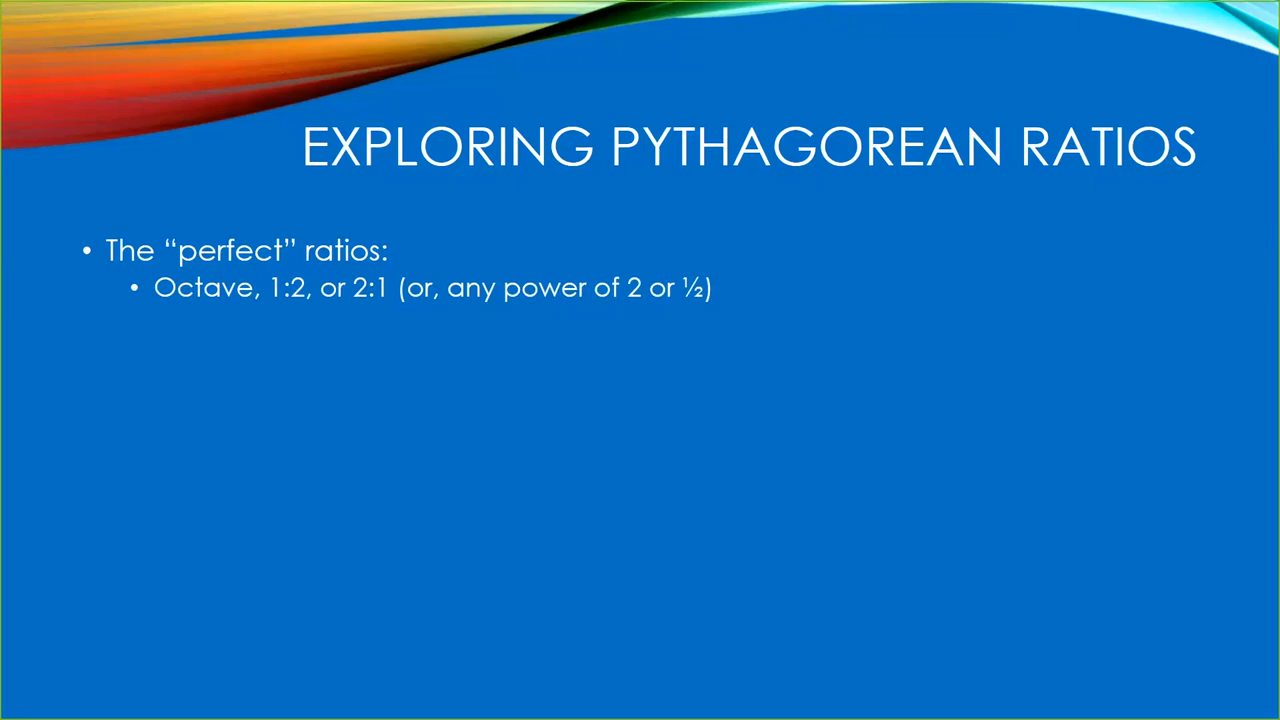 EXPLORING PYTHAGOREAN RATIOS
• The “perfect” ratios:
• Octave, 1:2, or 2:1 (or, any power of 2 or ½)